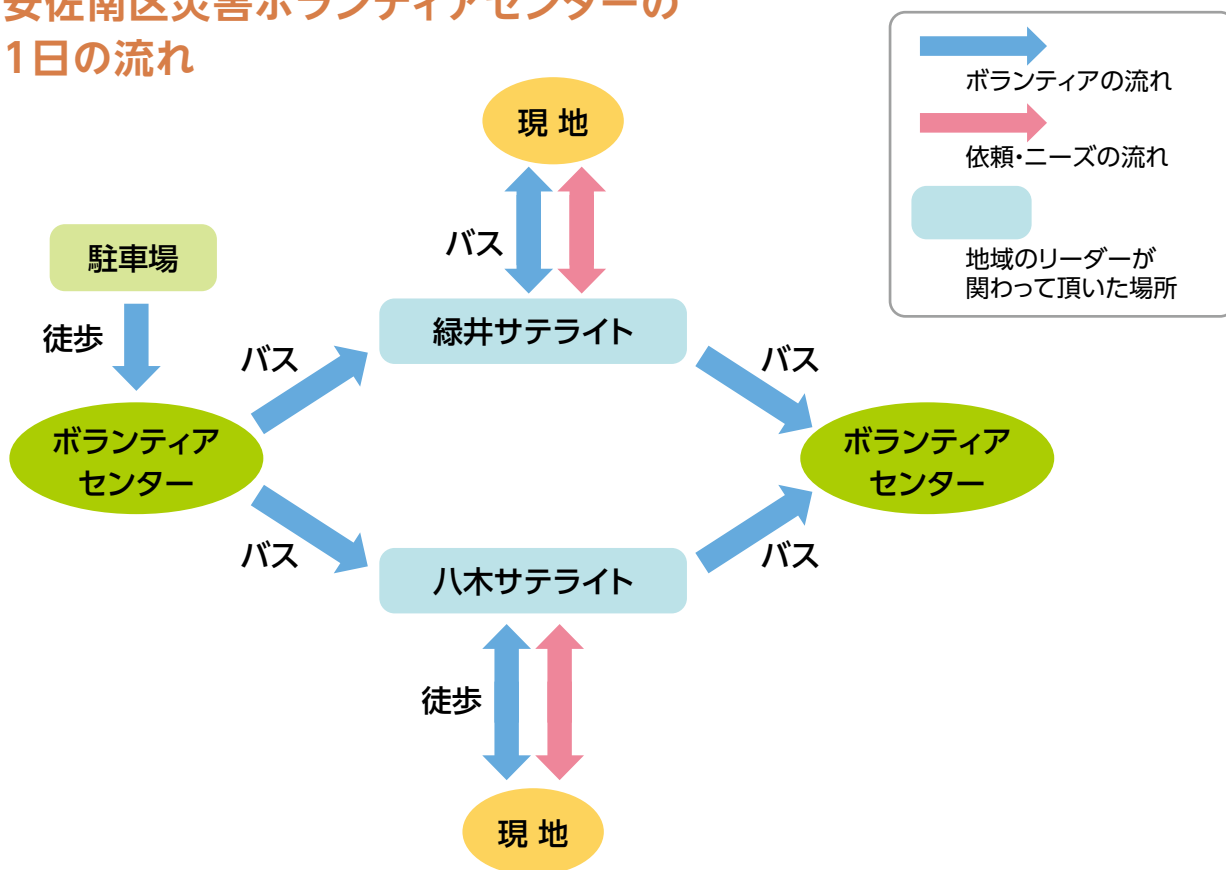 安佐南区災害ボランティアセンターの
1日の流れ
ボランティアの流れ
依頼・ニーズの流れ
地域のリーダーが
関わって頂いた場所
現 地
バス
駐車場
徒歩
緑井サテライト
バス
バス
ボランティア
センター
ボランティア
センター
バス
バス
八木サテライト
徒歩
現 地